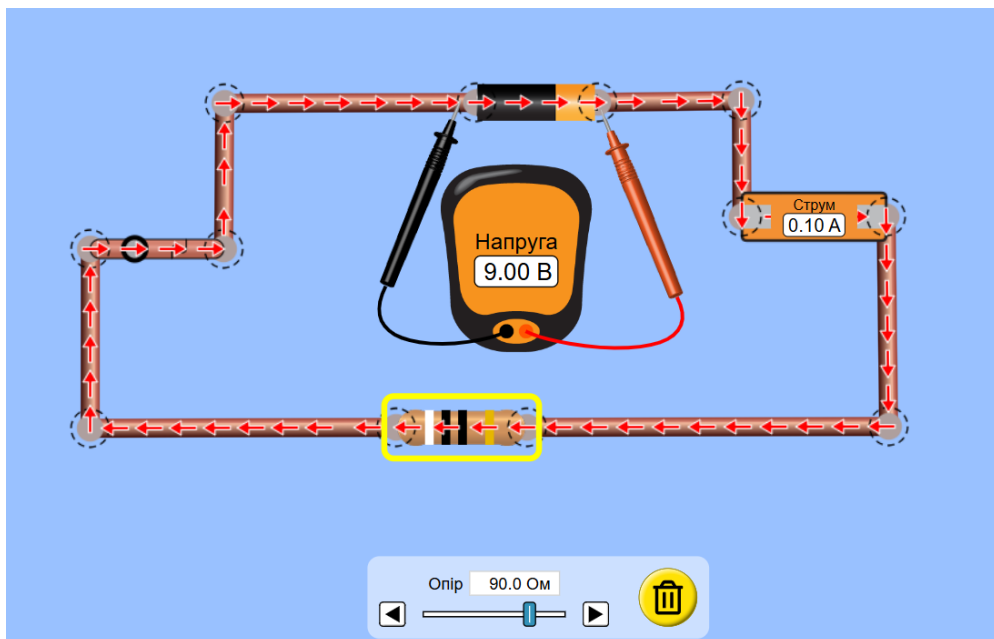 Струм
0.10 А
Напруга
9.00 В
Опір 90.0 Ом